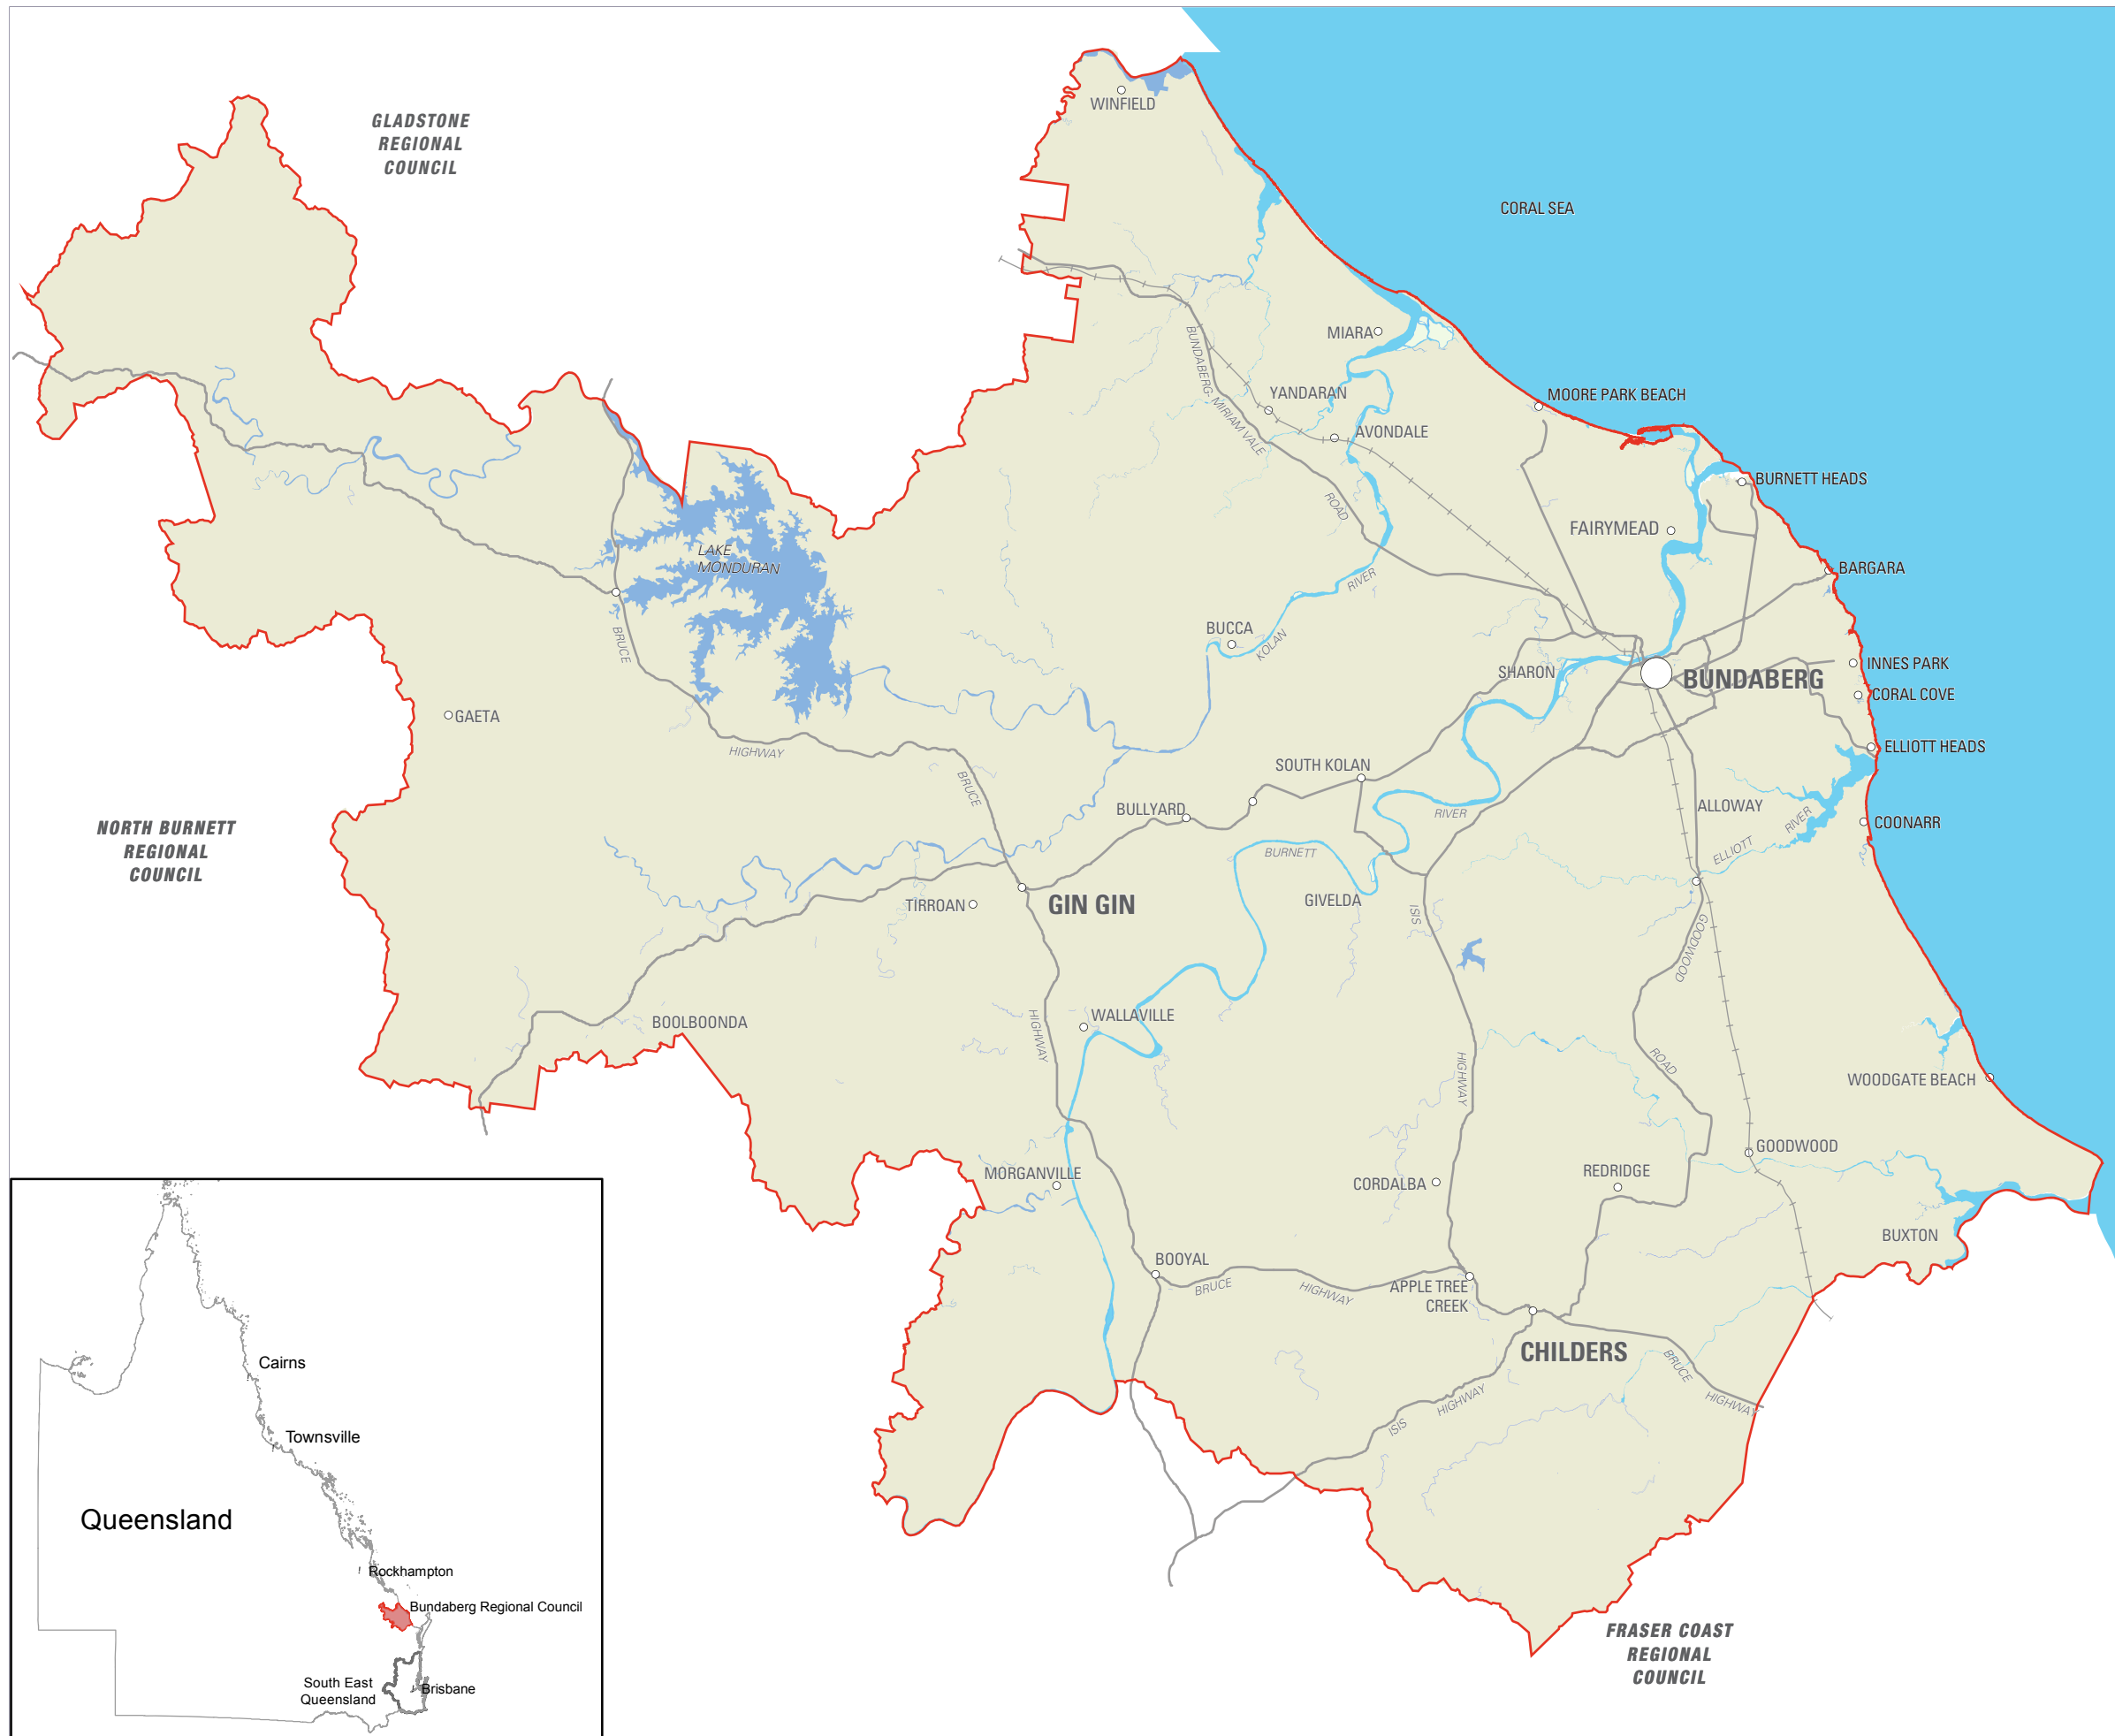 WINFIELD
GLADSTONE
REGIONAL
COUNCIL
CORAL SEA
MIARA
BUNDABERG- MIRIAM VALE
ROAD
YANDARAN
MOORE PARK BEACH
AVONDALE
BURNETT HEADS
FAIRYMEAD
LAKE
MONDURAN
BARGARA
RIVER
KOLAN
BUCCA
BRUCE
SHARON
INNES PARK
BUNDABERG
CORAL COVE
GAETA
HIGHWAY
ELLIOTT HEADS
SOUTH KOLAN
BRUCE
BULLYARD
RIVER
ALLOWAY
RIVER
ELLIOTT
COONARR
NORTH BURNETT
REGIONAL
COUNCIL
BURNETT
GIVELDA
TIRROAN
GIN GIN
ISIS
GOODWOOD
WALLAVILLE
BOOLBOONDA
HIGHWAY
HIGHWAY
ROAD
WOODGATE BEACH
GOODWOOD
MORGANVILLE
CORDALBA
REDRIDGE
BUXTON
BOOYAL
BRUCE
HIGHWAY
APPLE TREE
CREEK
CHILDERS
BRUCE
HIGHWAY
ISIS
HIGHWAY
FRASER COAST
REGIONAL
COUNCIL
Cairns
Townsville
Queensland
Rockhampton
Bundaberg Regional Council
South East
Queensland
Brisbane